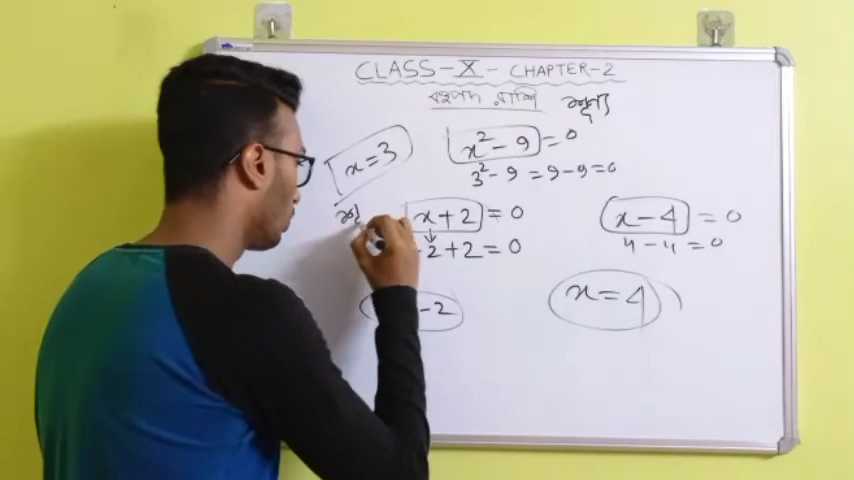 CLASS-X- CHAPTER-2
বহুপদ ৰাশি শূন্য
x=3
x²-9=0
3²-9=9-9=0
x+2=0
x-4=0
-2+2=0
4-4=0
-2
x=4